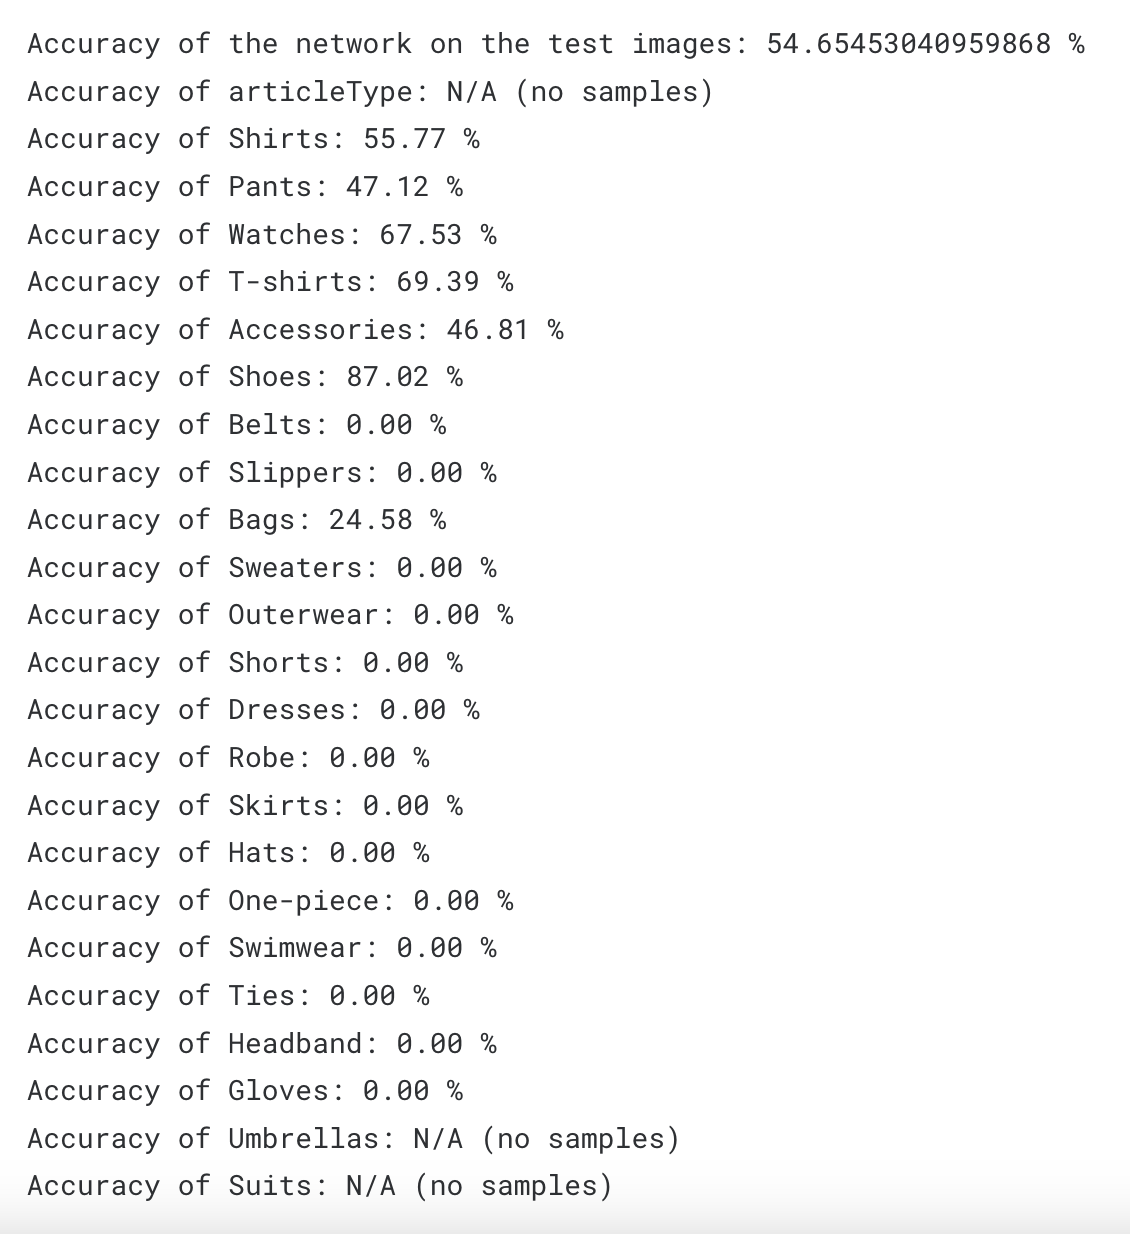 Accuracy of the network on the test images: 54.65453040959868 %
Accuracy of articleType: N/A (no samples)
Accuracy of Shirts: 55.77 %
Accuracy of Pants: 47.12 %
Accuracy of Watches: 67.53 %
Accuracy of T-shirts: 69.39 %
Accuracy of Accessories: 46.81 %
Accuracy of Shoes: 87.02 %
Accuracy of Belts: 0.00 %
Accuracy of Slippers: 0.00 %
Accuracy of Bags: 24.58 %
Accuracy of Sweaters: 0.00 %
Accuracy of Outerwear: 0.00 %
Accuracy of Shorts: 0.00 %
Accuracy of Dresses: 0.00 %
Accuracy of Robe: 0.00 %
Accuracy of Skirts: 0.00 %
Accuracy of Hats: 0.00 %
Accuracy of One-piece: 0.00 %
Accuracy of Swimwear: 0.00 %
Accuracy of Ties: 0.00 %
Accuracy of Headband: 0.00 %
Accuracy of Gloves: 0.00 %
Accuracy of Umbrellas: N/A (no samples)
Accuracy of Suits: N/A (no samples)